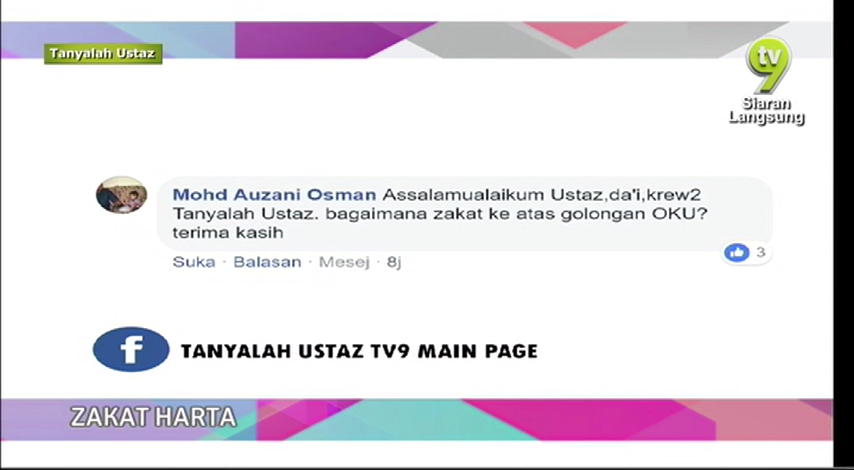 Tanyalah Ustaz
tv9
Siaran
Langsung
Mohd Auzani Osman Assalamualaikum Ustaz,da'i,krew2
Tanyalah Ustaz. bagaimana zakat ke atas golongan OKU?
terima kasih
Suka · Balasan · Mesej · 8j
3
f
TANYALAH USTAZ TV9 MAIN PAGE
ZAKAT HARTA